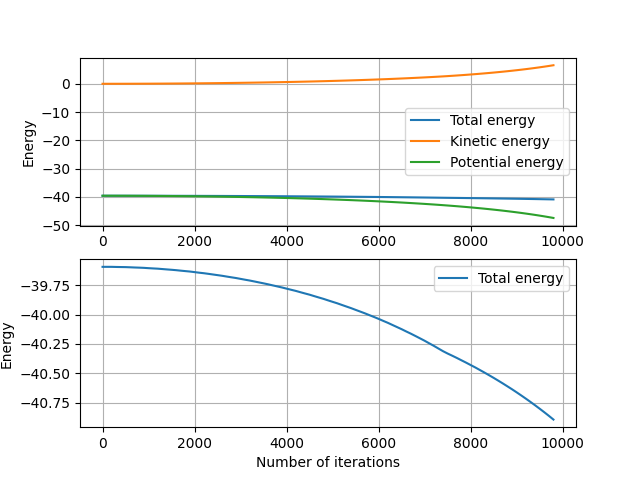 0
−10
−20
−30
−40
−50
Energy
Total energy
Kinetic energy
Potential energy
0 2000 4000 6000 8000 10000
−39.75
−40.00
−40.25
−40.50
−40.75
Energy
Total energy
0 2000 4000 6000 8000 10000
Number of iterations